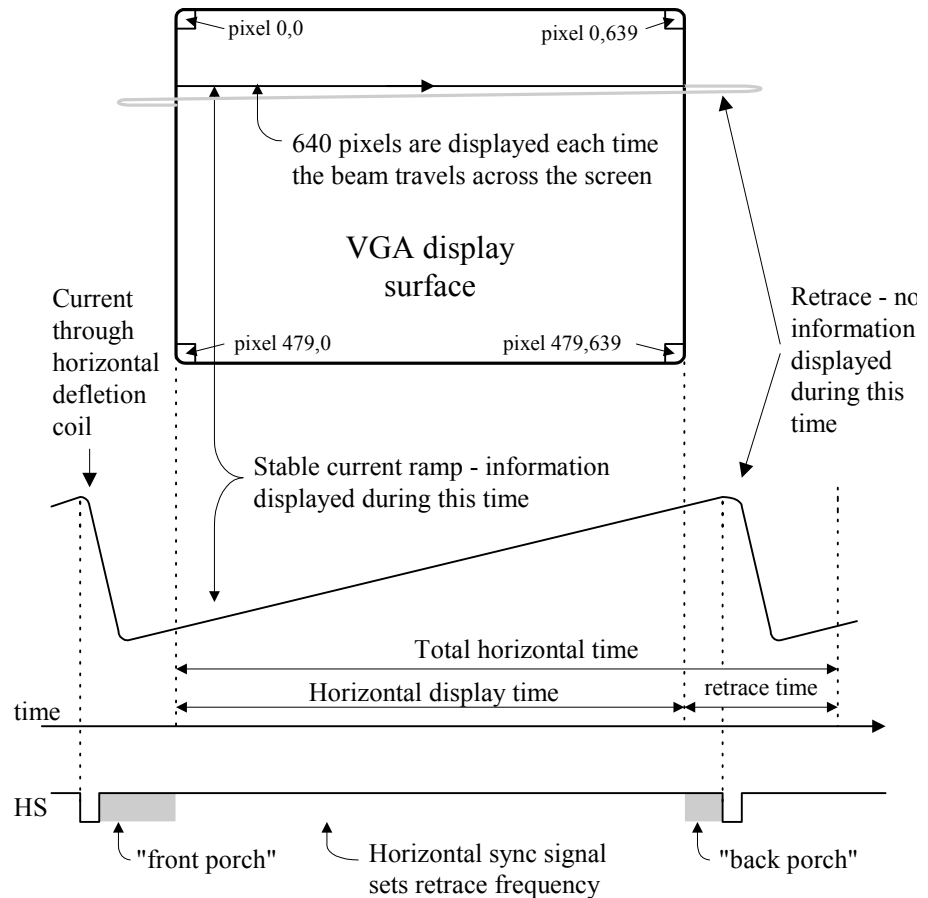 pixel 0,0
pixel 0,639
640 pixels are displayed each time
the beam travels across the screen
VGA display
surface
pixel 479,0
pixel 479,639
Current
through
horizontal
defletion
coil
Retrace - no
information
displayed
during this
time
Stable current ramp - information
displayed during this time
Total horizontal time
Horizontal display time
retrace time
time
HS
"front porch"
Horizontal sync signal
sets retrace frequency
"back porch"